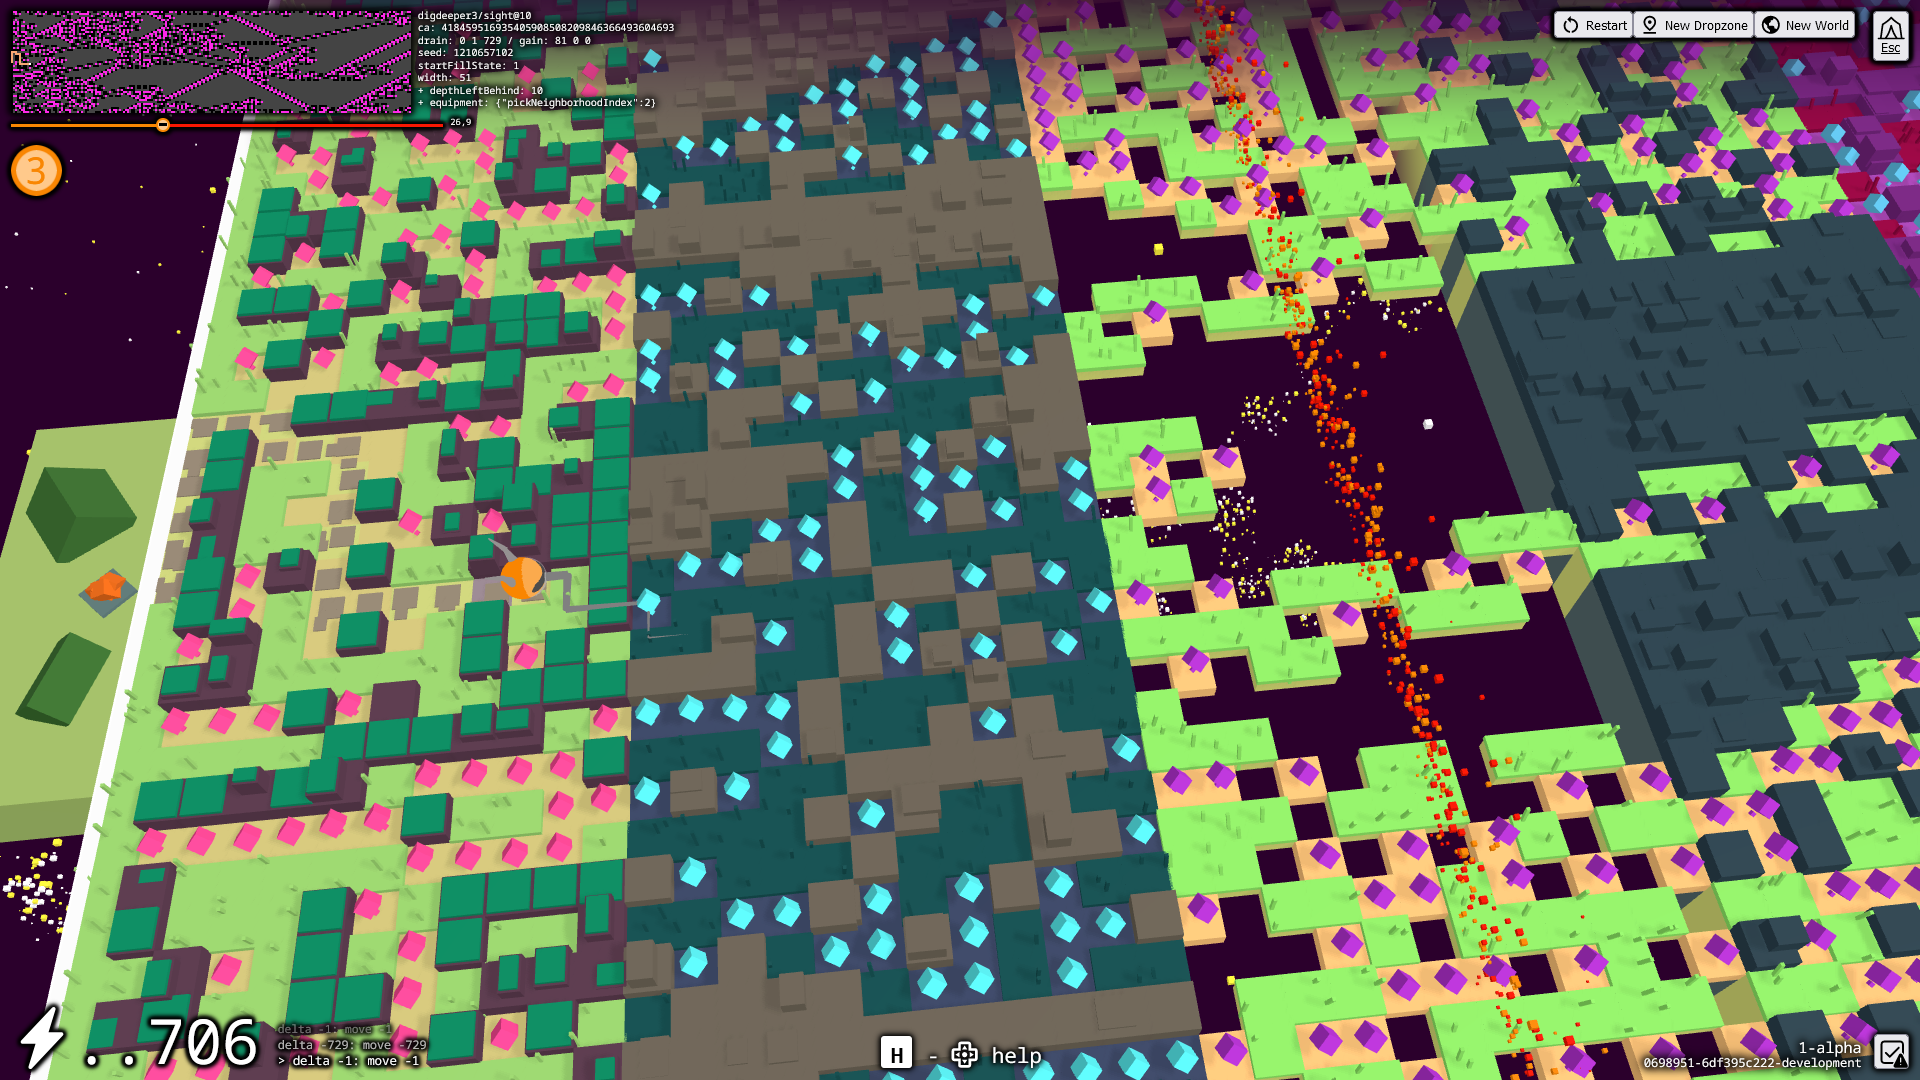 digdeeper3/sight@10
ca: 41845951693540590850820984636649360­4693
drain: 0 1 729 / gain: 81 0 0
seed: 1210657102
startFillState: 1
width: 51
+ depthLeftBehind: 10
+ equipment: {"pickNeighborhoodIndex":2}
26,9
Restart
New Dropzone
New World
Esc
3
..706
delta -1: move -1
delta -729: move -729
> delta -1: move -1
H - help
1-alpha
0698951-6df395c222-development